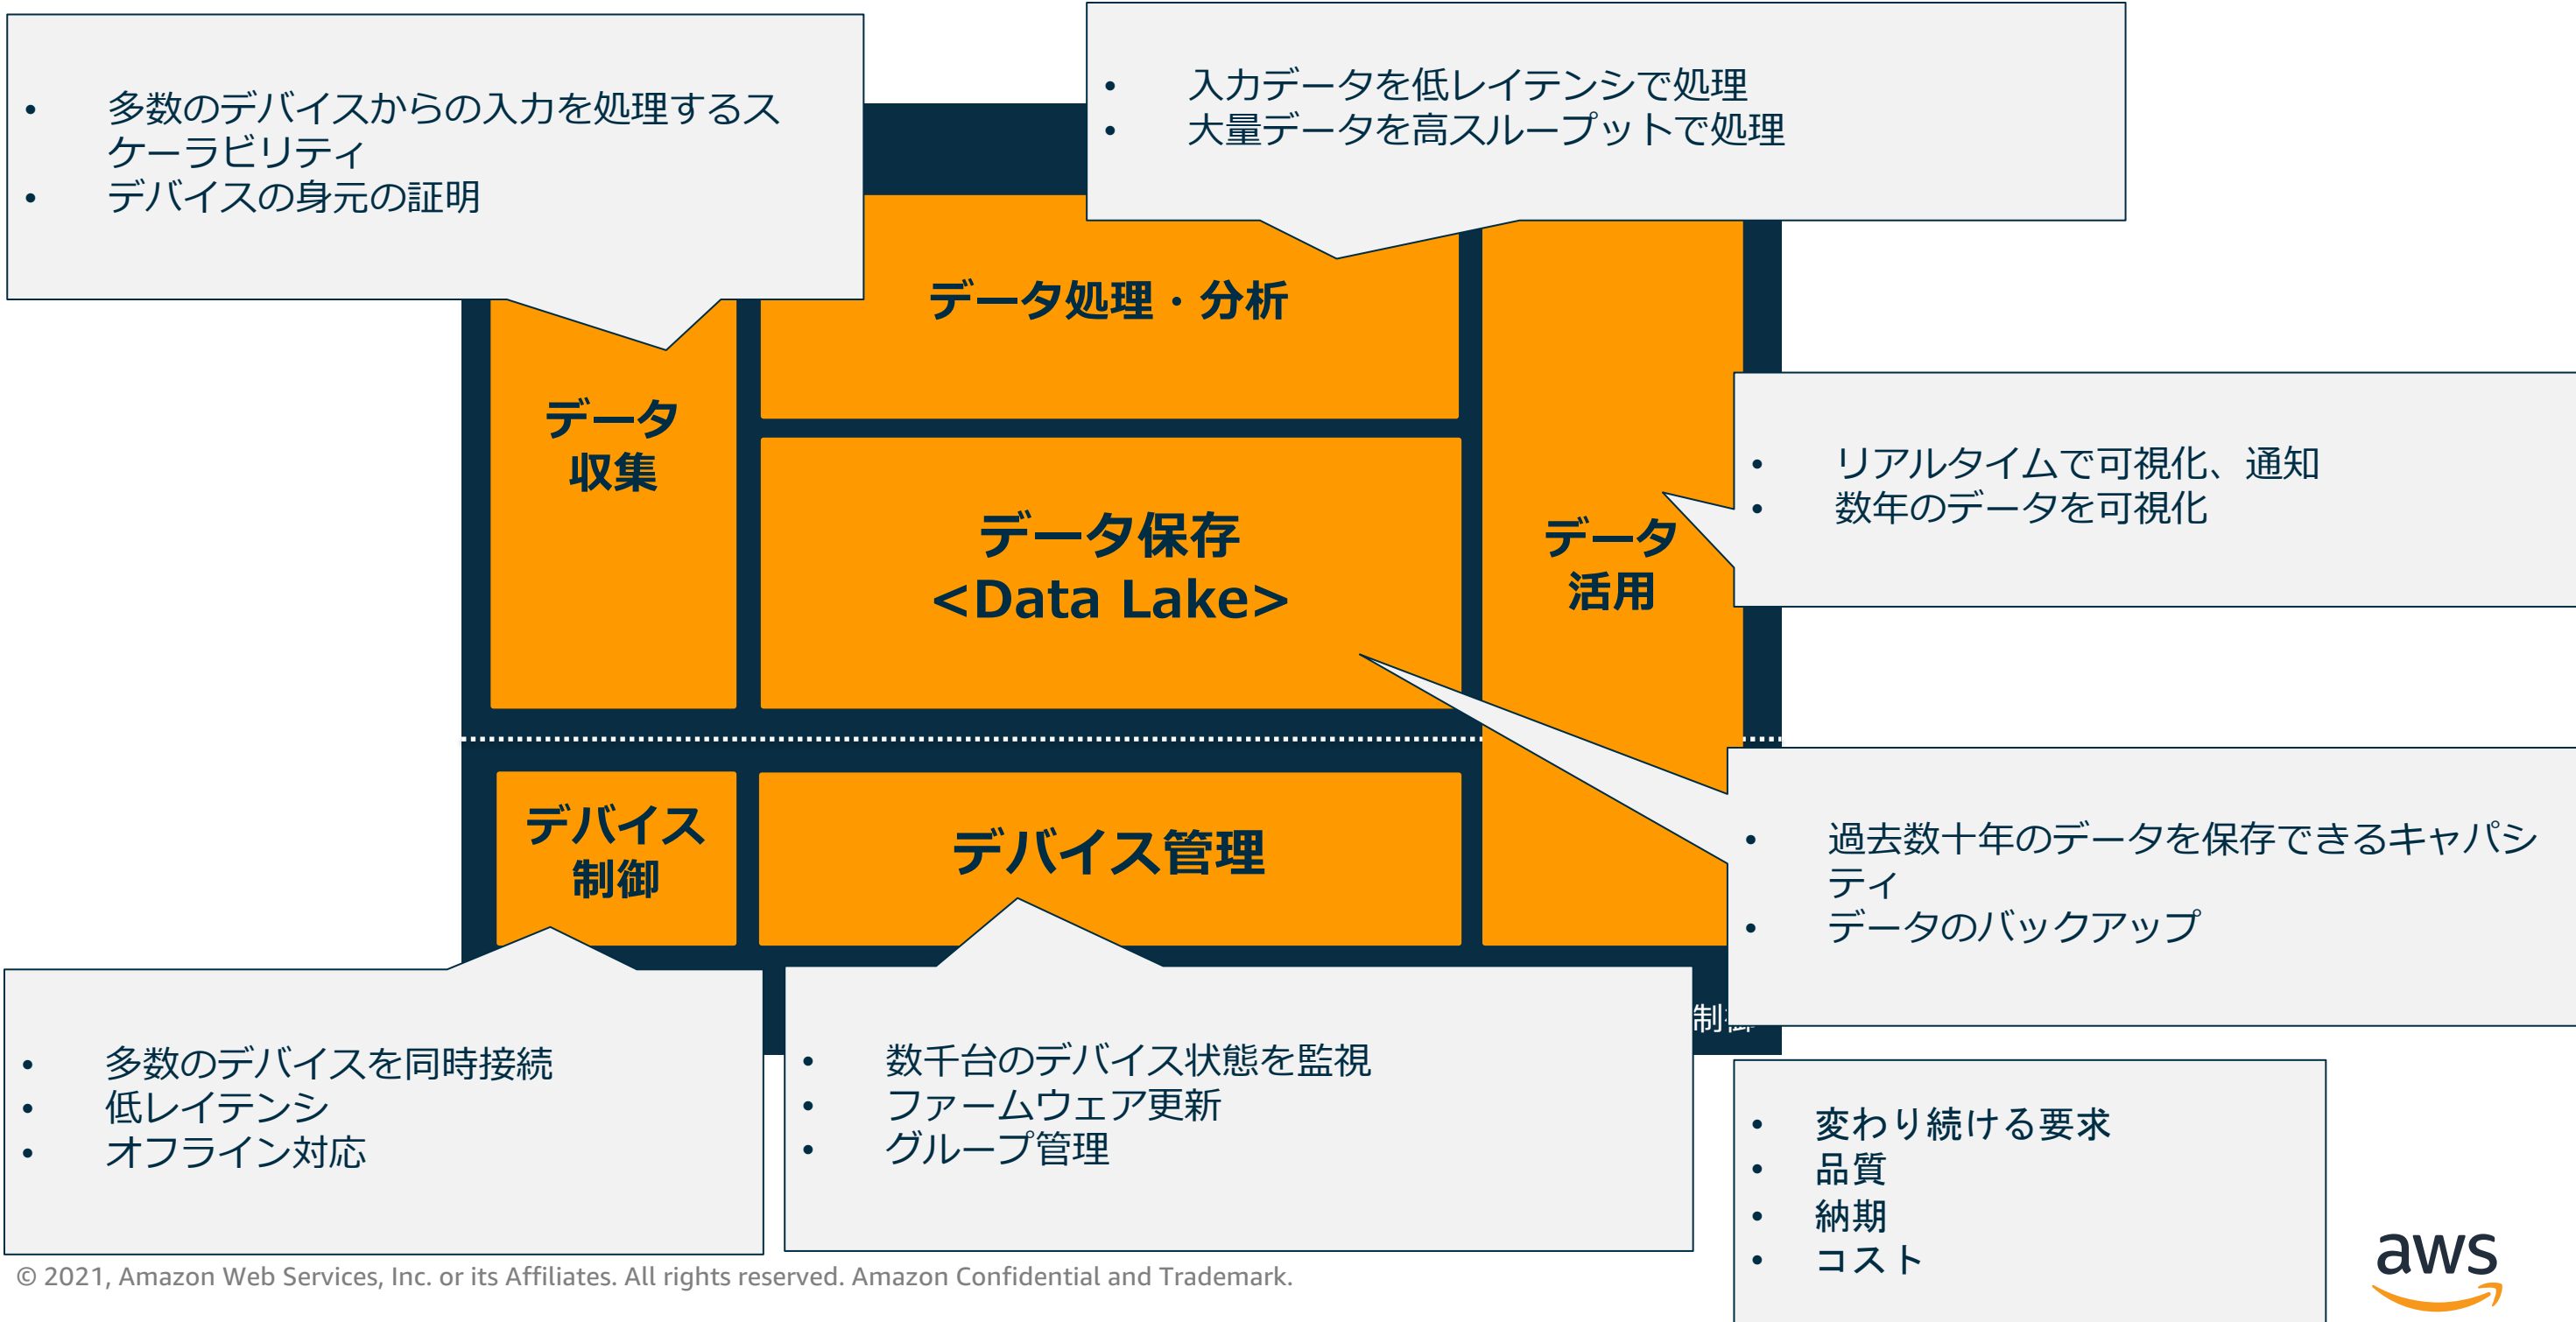 • 多数のデバイスからの入力を処理するス
ケーラビリティ
• デバイスの身元の証明
• 入力データを低レイテンシで処理
• 大量データを高スループットで処理
データ処理・分析
データ
収集
• リアルタイムで可視化、通知
• 数年のデータを可視化
データ保存
<Data Lake>
データ
活用
デバイス
制御
デバイス管理
• 過去数十年のデータを保存できるキャパシ
ティ
• データのバックアップ
制御
• 多数のデバイスを同時接続
• 低レイテンシ
• オフライン対応
• 数千台のデバイス状態を監視
• ファームウェア更新
• グループ管理
• 変わり続ける要求
• 品質
• 納期
• コスト
aws
© 2021, Amazon Web Services, Inc. or its Affiliates. All rights reserved. Amazon Confidential and Trademark.